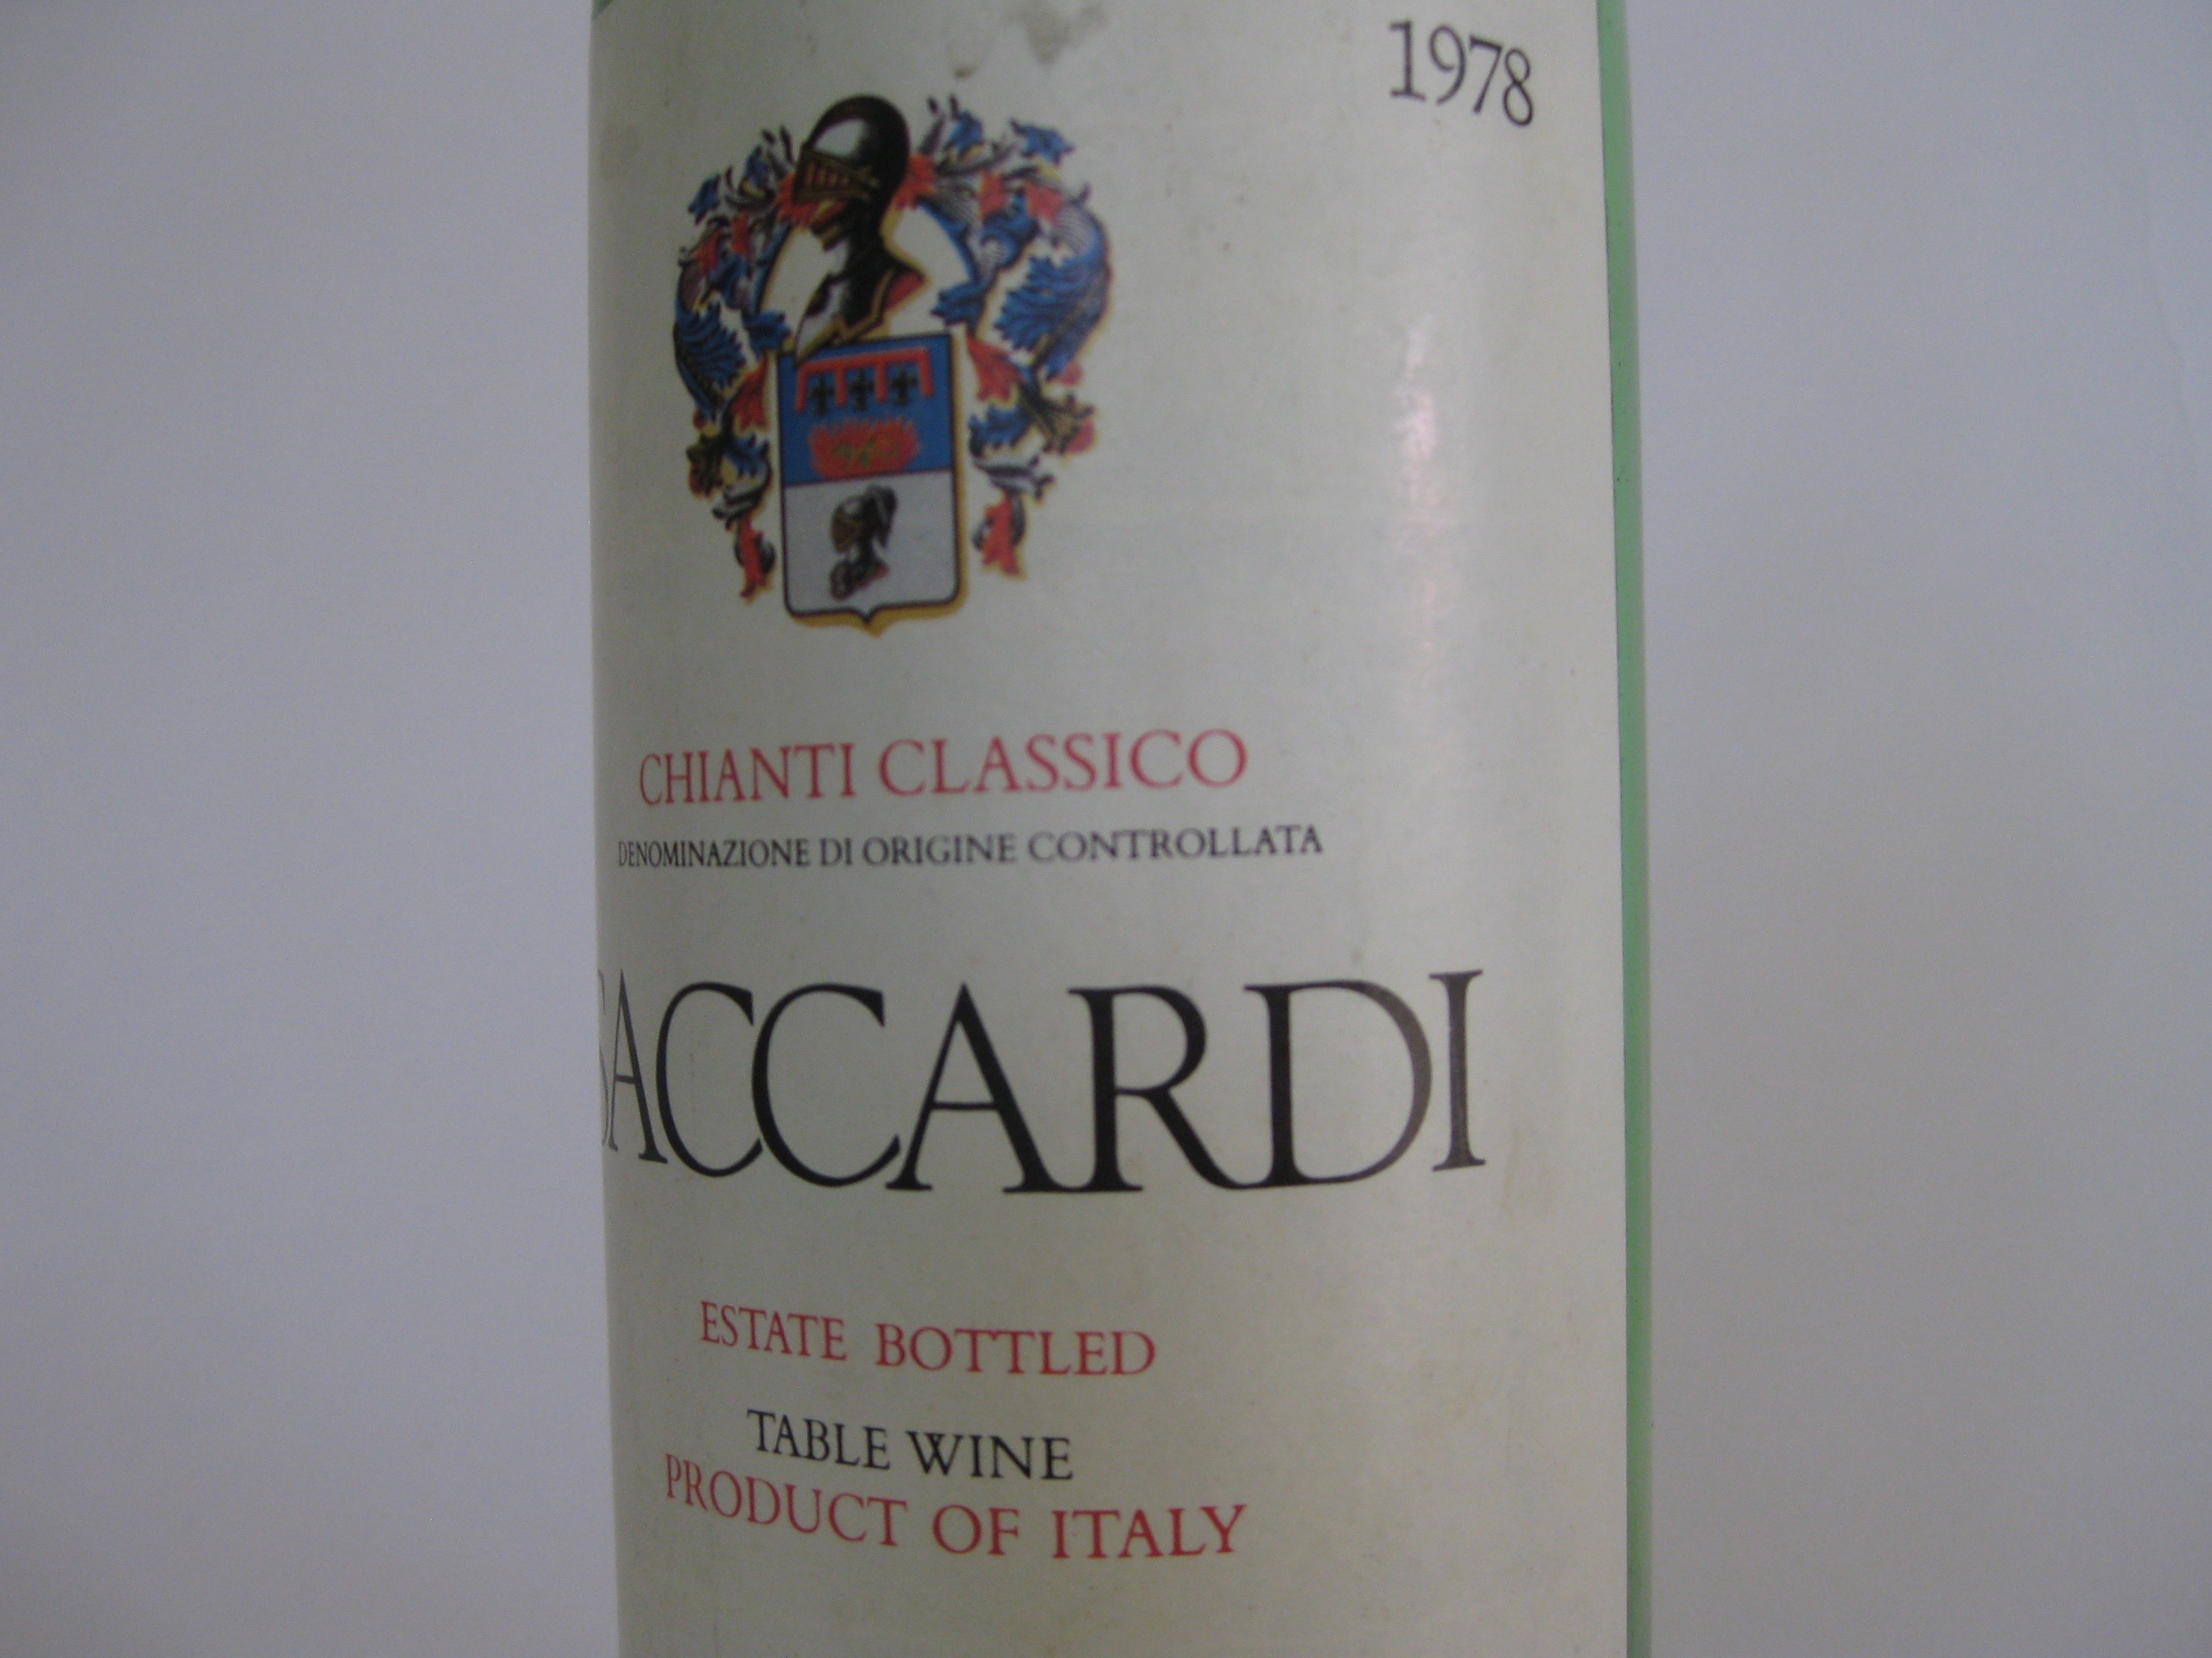 1978
CHIANTI CLASSICO
DENOMINAZIONE DI ORIGINE CONTROLLATA
SACCARDI
ESTATE BOTTLED
TABLE WINE
PRODUCT OF ITALY